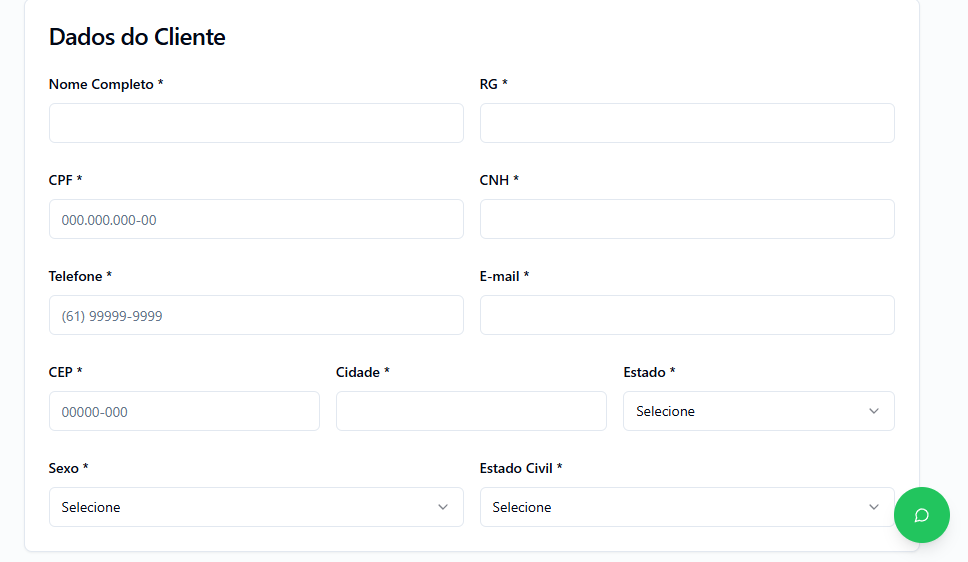 Dados do Cliente
Nome Completo *
RG *
CPF *
CNH *
000.000.000-00
Telefone *
E-mail *
(61) 99999-9999
CEP *
Cidade *
Estado *
00000-000
Selecione
Sexo *
Estado Civil *
Selecione
Selecione